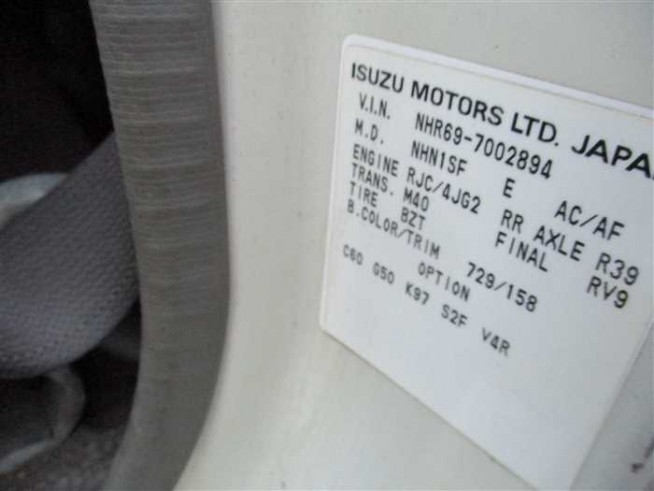 ISUZU MOTORS LTD. JAPAN
V.I.N. NHR69-7002894
M.D. NHN1SF E AC/AF
ENGINE RJC/4JG2 RR AXLE R39
TRANS. M40 FINAL RV9
TIRE BZT
B.COLOR/TRIM 729/158
OPTION
C60 G50 K97 S2F V4R